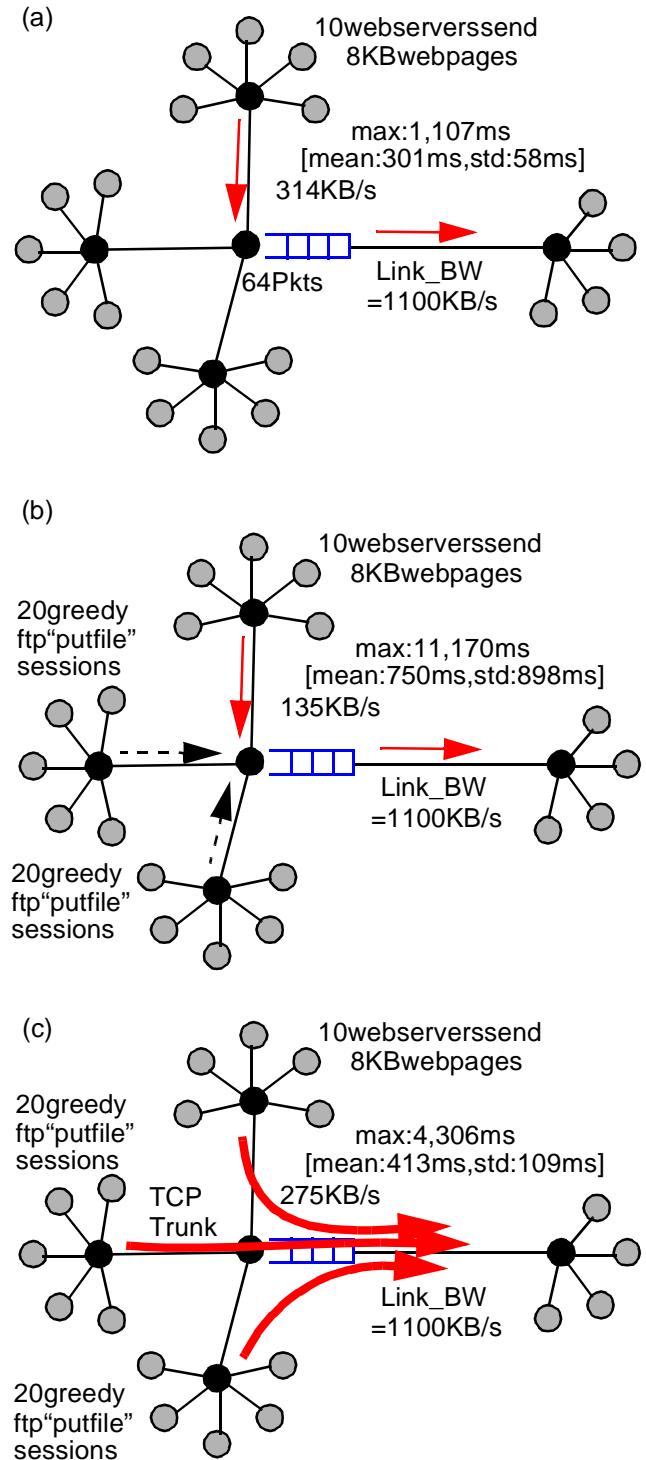 (a)
10webserverssend
8KBwebpages
max:1,107ms
[mean:301ms,std:58ms]
314KB/s
64Pkts
Link_BW
=1100KB/s
(b)
10webserverssend
8KBwebpages
20greedy
ftp“putfile”
sessions
max:11,170ms
[mean:750ms,std:898ms]
135KB/s
Link_BW
=1100KB/s
20greedy
ftp“putfile”
sessions
(c)
10webserverssend
8KBwebpages
20greedy
ftp“putfile”
sessions
max:4,306ms
[mean:413ms,std:109ms]
275KB/s
TCP
Trunk
Link_BW
=1100KB/s
20greedy
ftp“putfile”
sessions